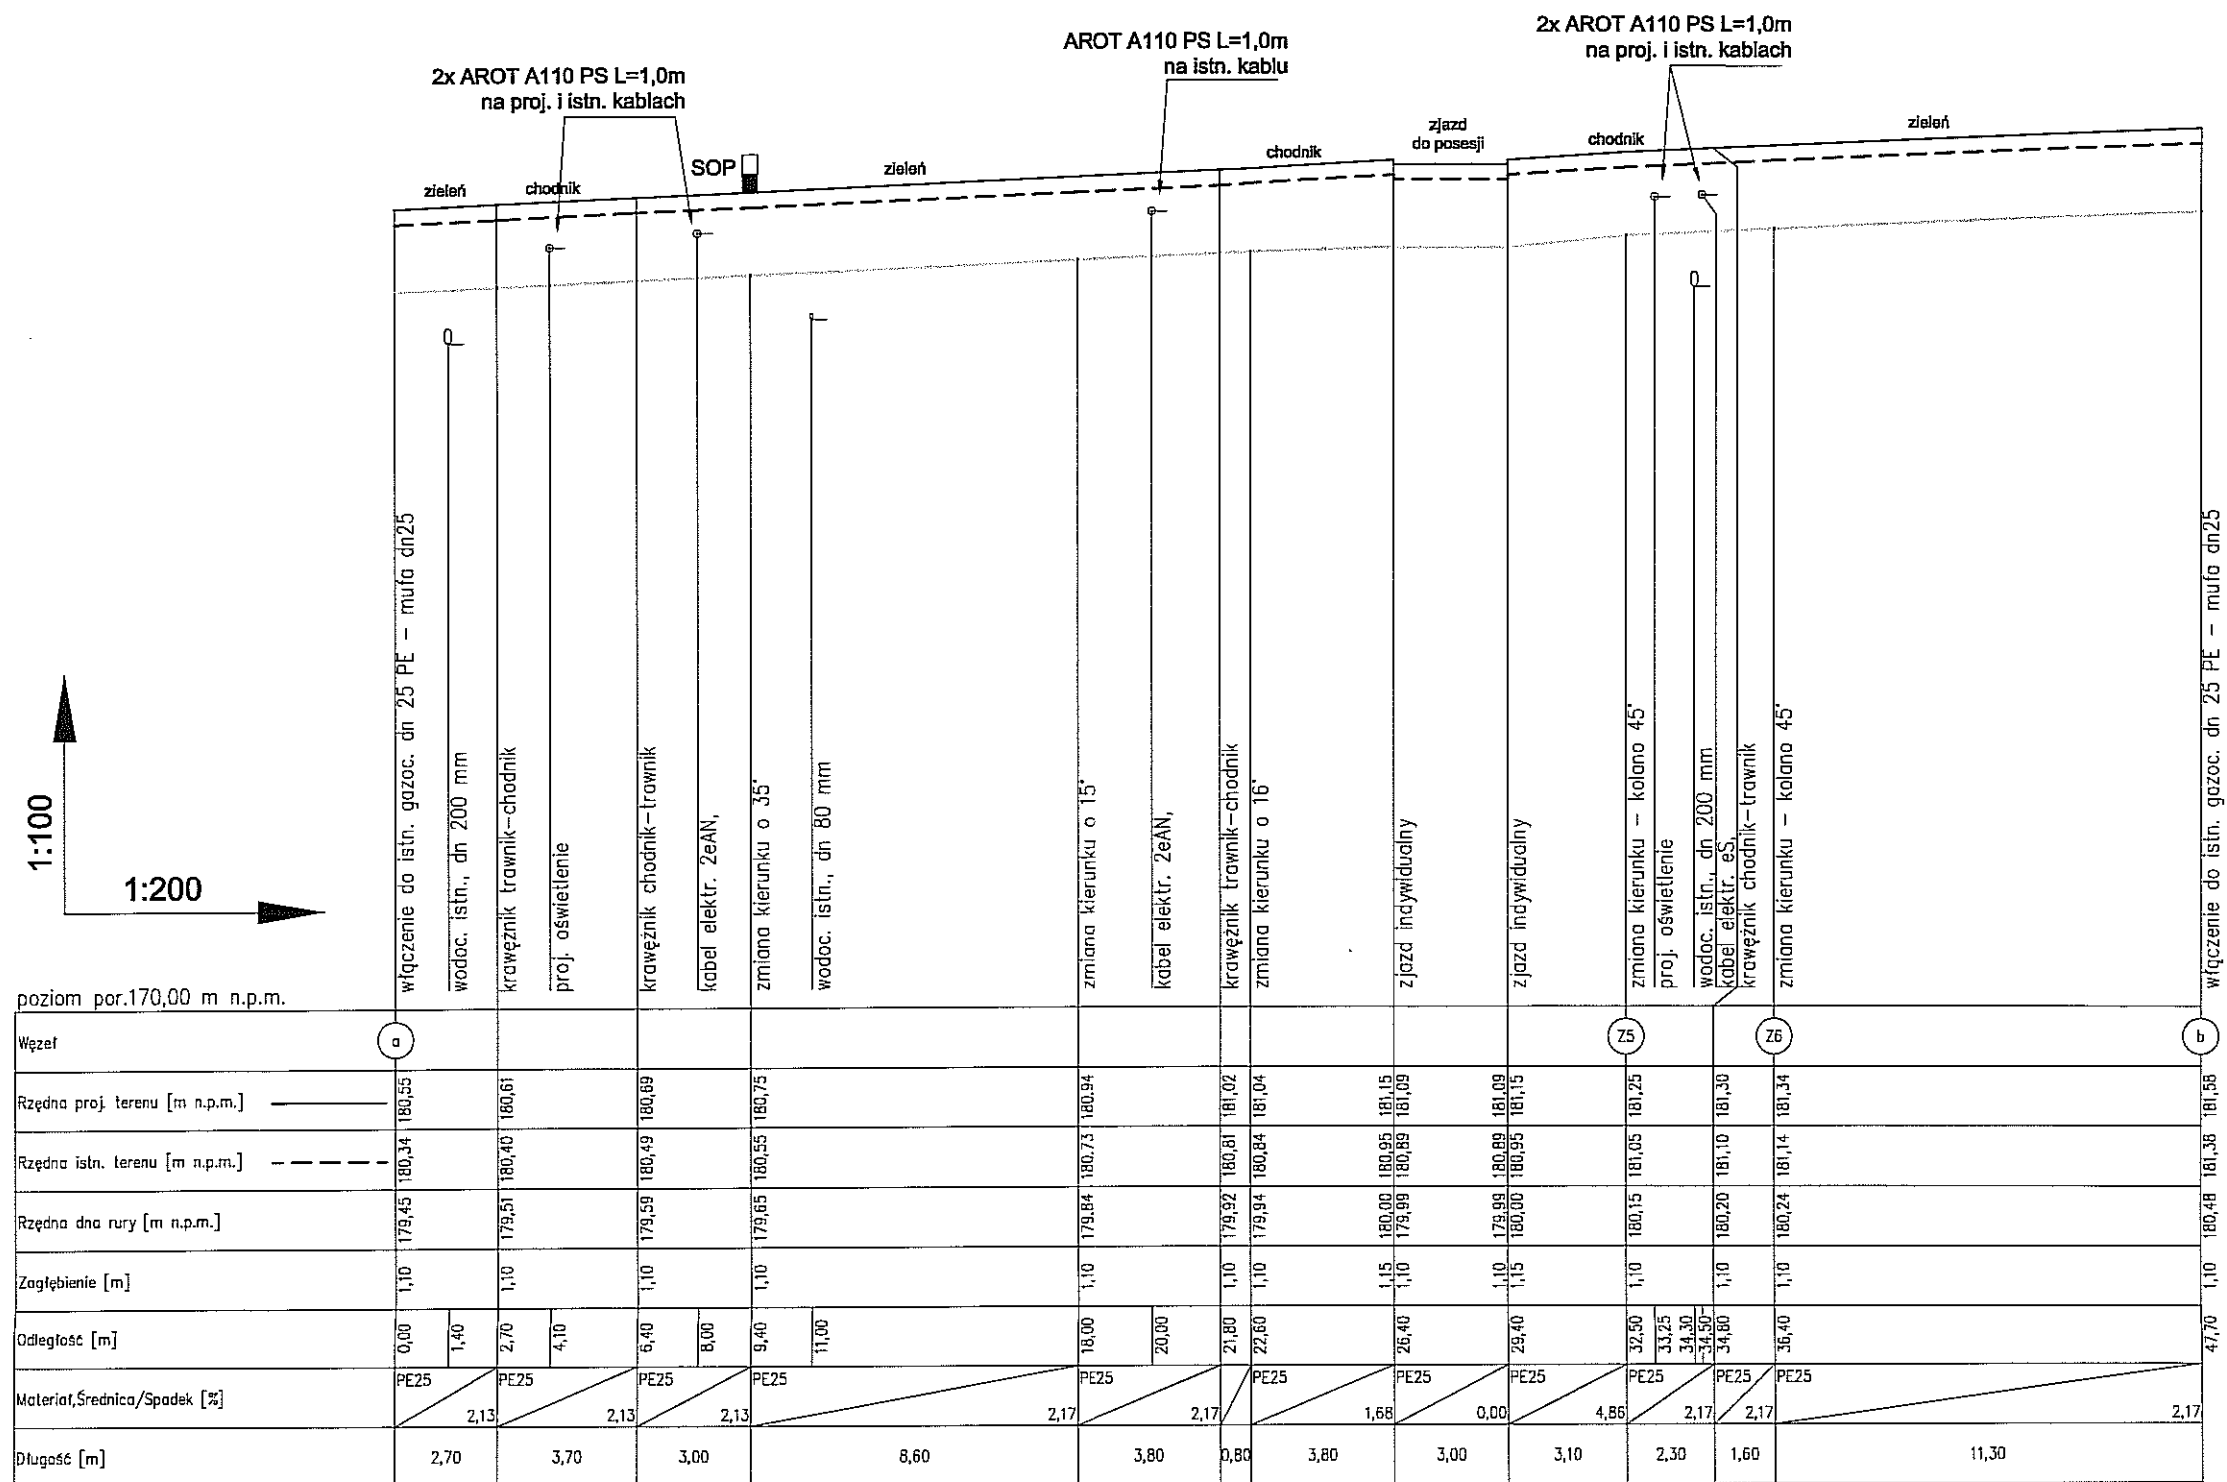 2x AROT A110 PS L=1,0m
na proj. i istn. kablach
AROT A110 PS L=1,0m
na istn. kablu
2x AROT A110 PS L=1,0m
na proj. i istn. kablach
zieleń
chodnik
SOP
zieleń
chodnik
zjazd
do posesji
chodnik
zieleń
1:100
1:200
włączenie do istn. gazoc. dn 25 PE – mufa dn25
wodoc. istn., dn 200 mm
krawężnik trawnik–chodnik
proj. oświetlenie
krawężnik chodnik–trawnik
kabel elektr. 2eAN,
zmiana kierunku o 35°
wodoc. istn., dn 80 mm
zmiana kierunku o 15°
kabel elektr. 2eAN,
krawężnik trawnik–chodnik
zmiana kierunku o 16°
zjazd indywidualny
zjazd indywidualny
zmiana kierunku – kolano 45°
proj. oświetlenie
wodoc. istn., dn 200 mm
kabel elektr. eS,
krawężnik chodnik–trawnik
zmiana kierunku – kolano 45°
włączenie do istn. gazoc. dn 25 PE – mufa dn25
poziom por.170,00 m n.p.m.
Węzeł a Z5 Z6 b
Rzędna proj. terenu [m n.p.m.] 180,55 180,61 180,69 180,75 180,94 181,02 181,04 181,15 181,09 181,09 181,15 181,25 181,30 181,34 181,58
Rzędna istn. terenu [m n.p.m.] 180,34 180,40 180,49 180,55 180,73 180,81 180,84 180,95 180,89 180,89 180,95 181,05 181,10 181,14 181,38
Rzędna dna rury [m n.p.m.] 179,45 179,51 179,59 179,65 179,84 179,92 179,94 180,00 179,99 179,99 180,00 180,15 180,20 180,24 180,48
Zagłębienie [m] 1,10 1,10 1,10 1,10 1,10 1,10 1,10 1,15 1,10 1,10 1,15 1,10 1,10 1,10 1,10
Odległość [m] 0,00 1,40 2,70 4,10 6,40 8,00 9,40 11,00 18,00 20,00 21,80 22,60 26,40 29,40 32,50 33,25 34,30 34,50 34,80 36,40 47,70
Materiał,Średnica/Spadek [%] PE25 2,13 PE25 2,13 PE25 2,13 PE25 2,17 PE25 2,17 PE25 1,68 PE25 0,00 PE25 4,86 PE25 2,17 PE25 2,17 PE25 2,17
Długość [m] 2,70 3,70 3,00 8,60 3,80 0,80 3,80 3,00 3,10 2,30 1,60 11,30